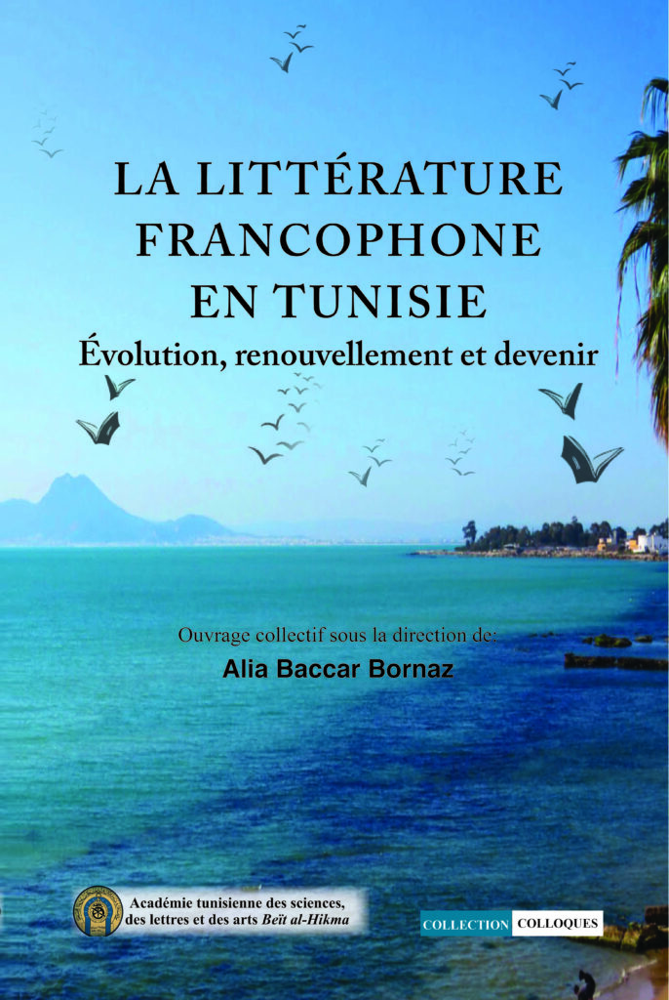 LA LITTÉRATURE
FRANCOPHONE
EN TUNISIE
Évolution, renouvellement et devenir
Ouvrage collectif sous la direction de:
Alia Baccar Bornaz
Académie tunisienne des sciences,
des lettres et des arts Beït al-Hikma
COLLECTION COLLOQUES